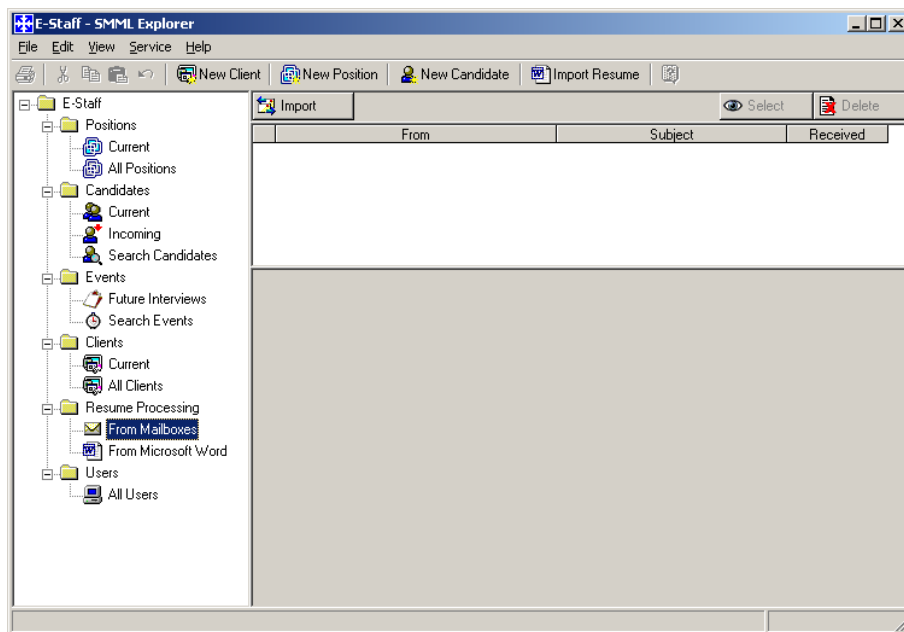 E-Staff - SMML Explorer
File Edit View Service Help
New Client New Position New Candidate Import Resume
E-Staff
Positions
Current
All Positions
Candidates
Current
Incoming
Search Candidates
Events
Future Interviews
Search Events
Clients
Current
All Clients
Resume Processing
From Mailboxes
From Microsoft Word
Users
All Users
Import Select Delete
From Subject Received